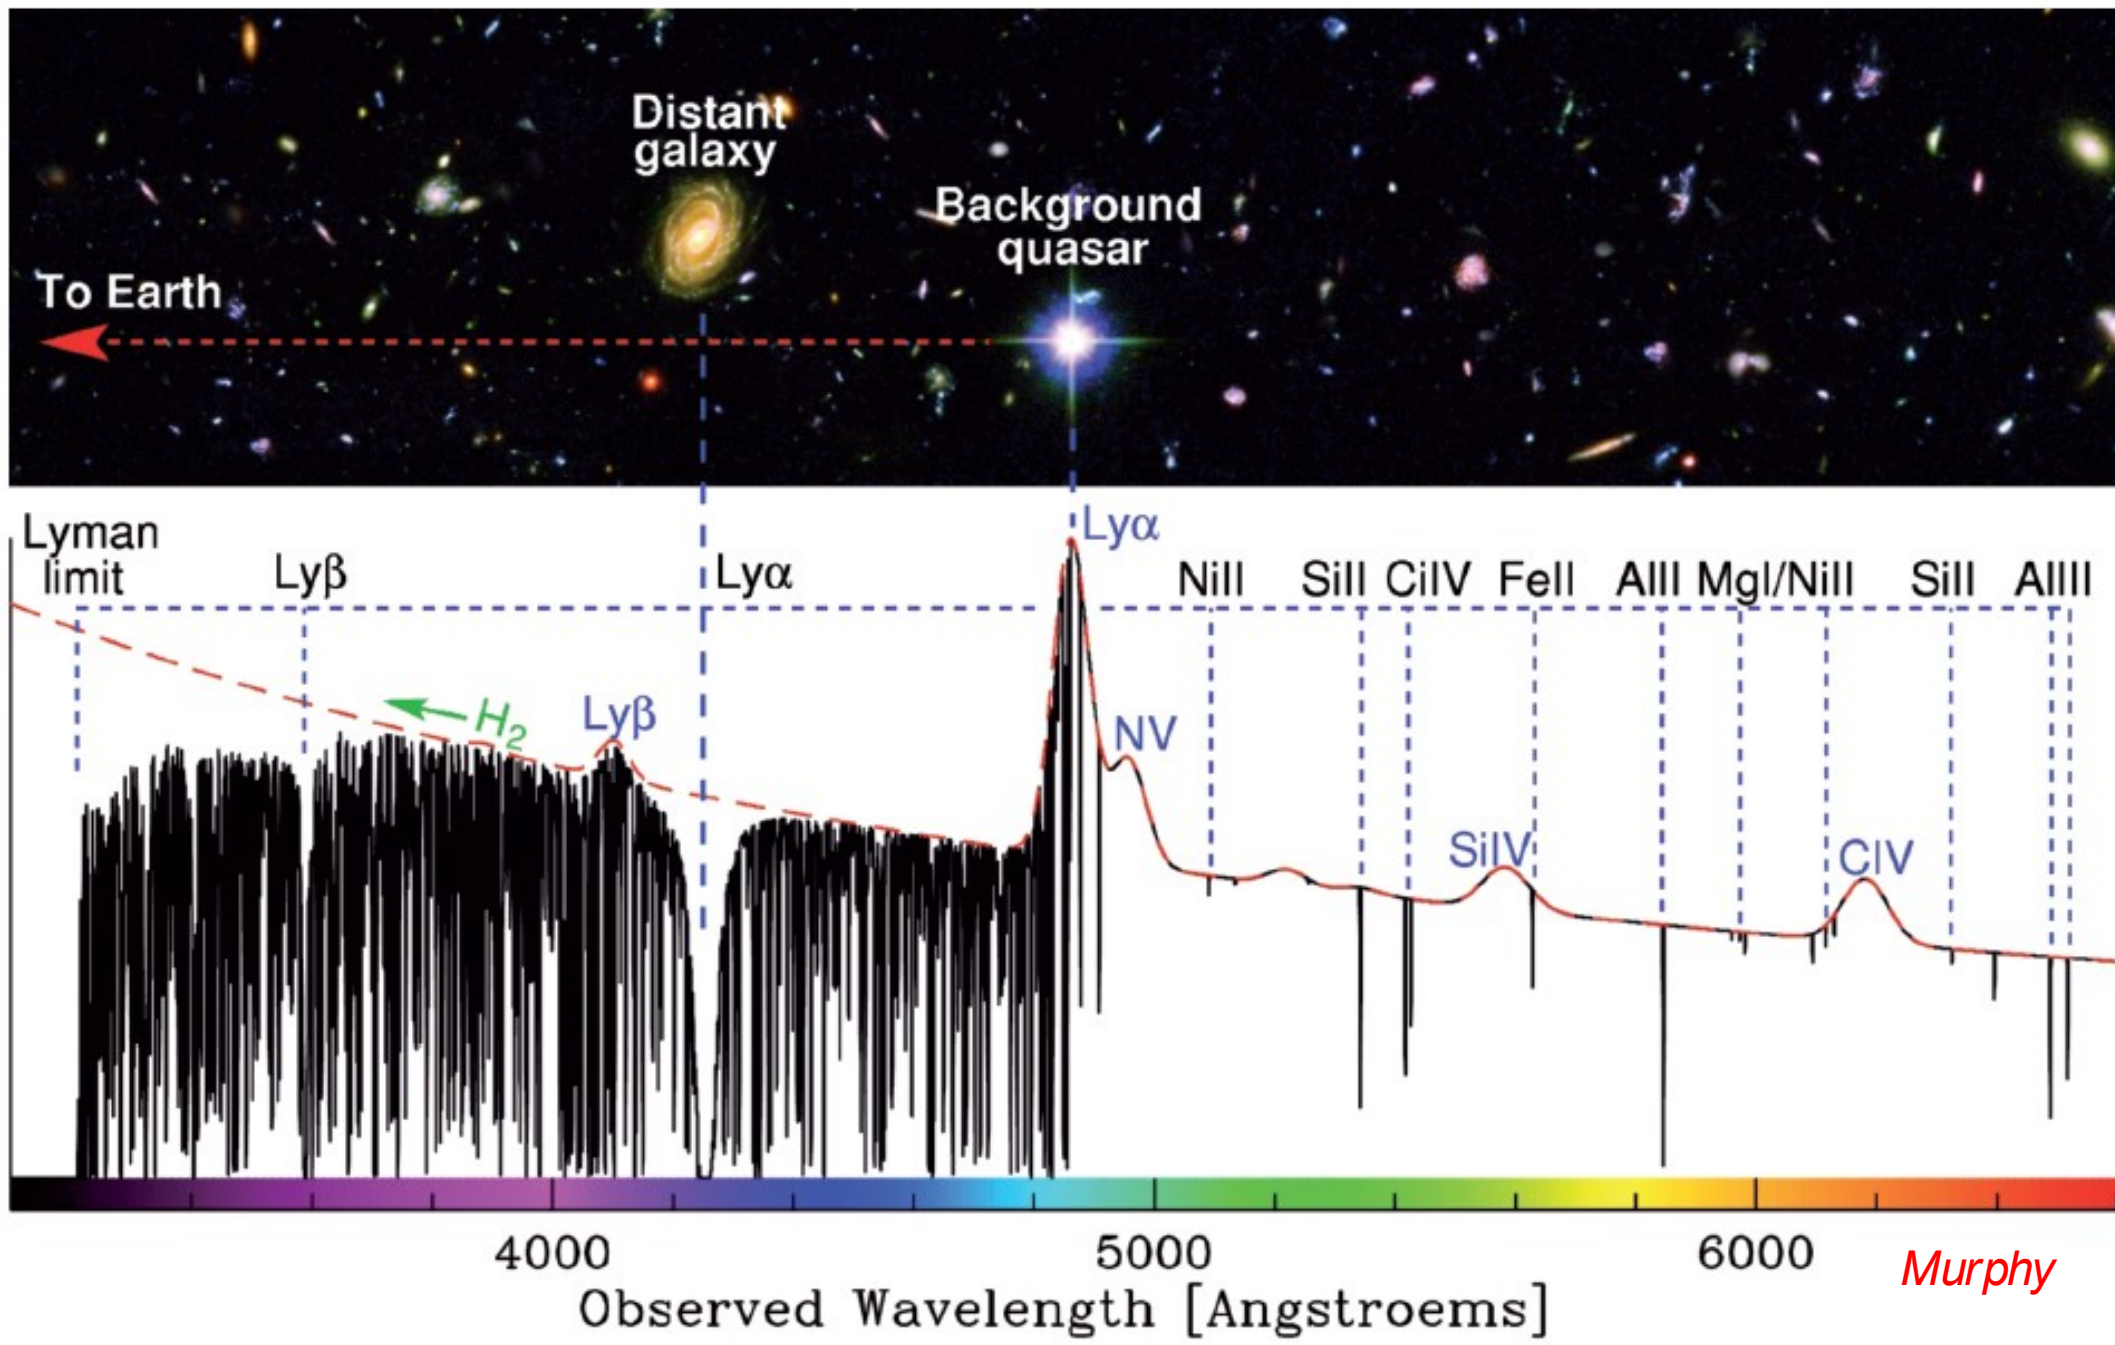 Distant
galaxy
Background
quasar
To Earth
Lyman
limit
Lyβ
Lyα
Lyα
NiII
SiII
CiIV
FeII
AlII
MgI/NiII
SiII
AlIII
H2
Lyβ
NV
SiIV
CIV
4000
5000
6000
Murphy
Observed Wavelength [Angstroems]